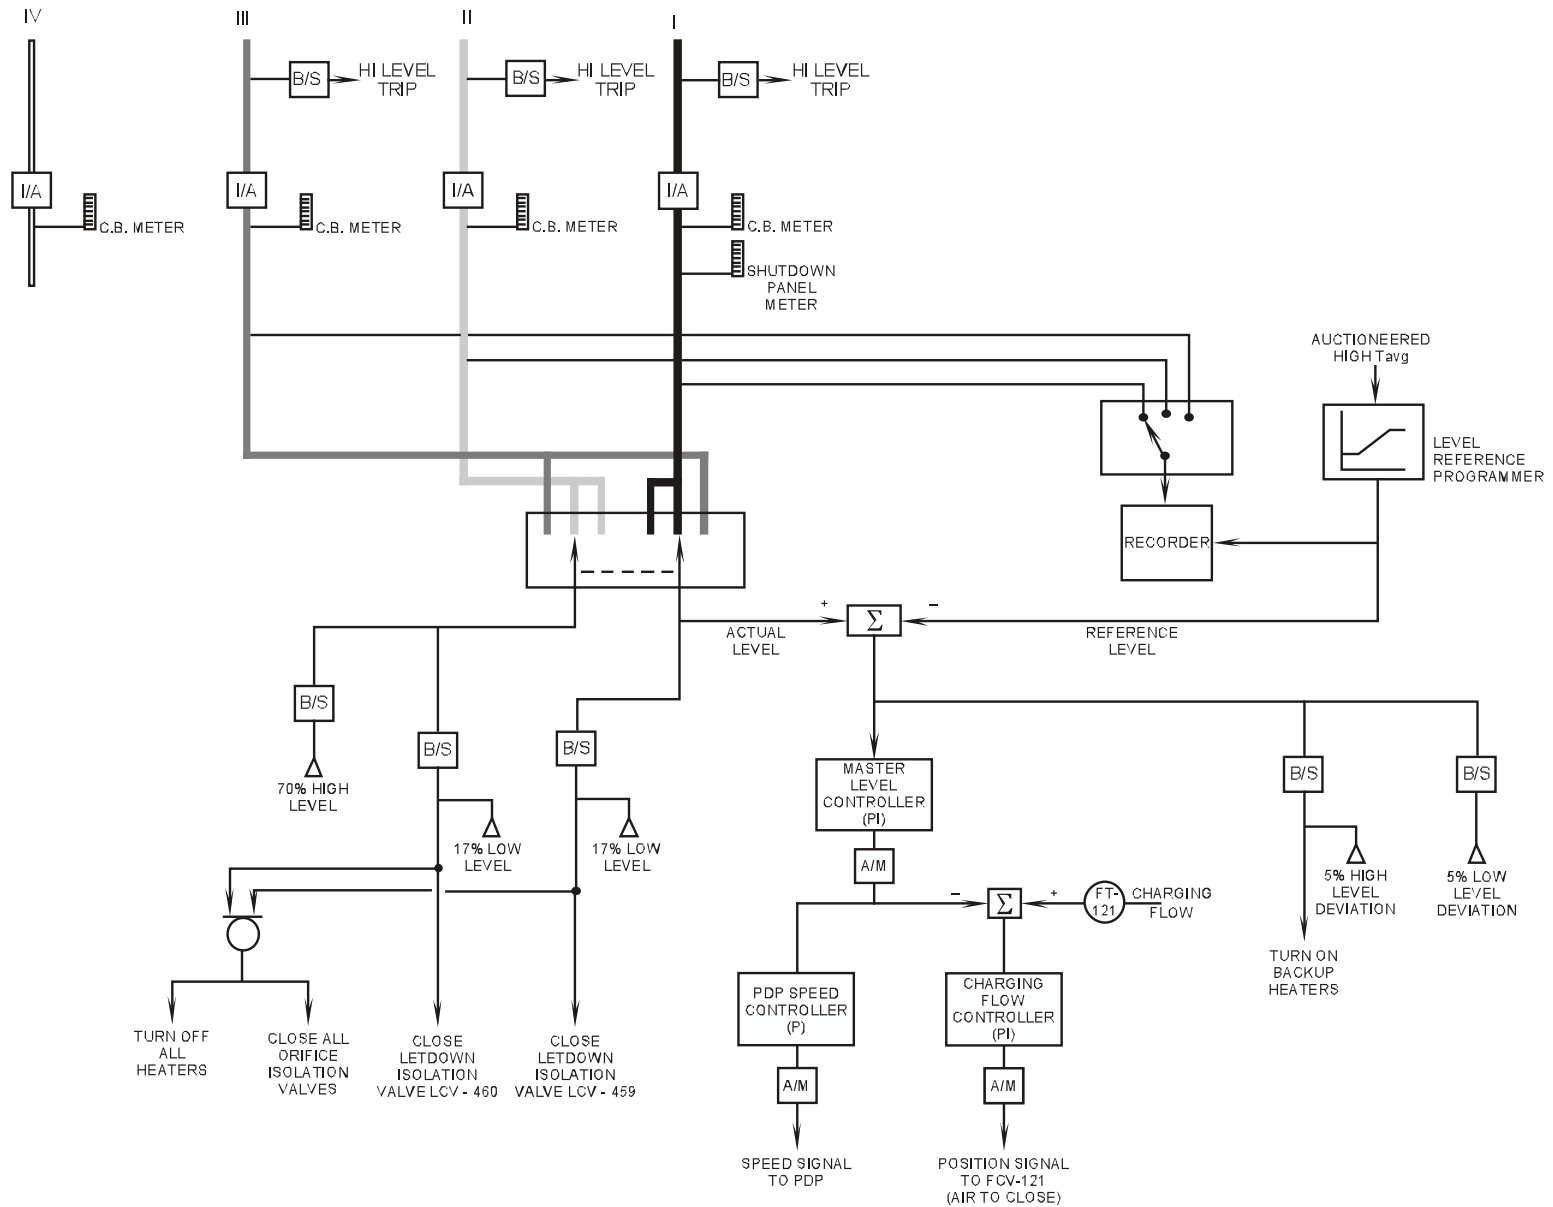 IV
III
II
I
B/S
HI LEVEL
TRIP
B/S
HI LEVEL
TRIP
B/S
HI LEVEL
TRIP
I/A
I/A
I/A
I/A
C.B. METER
C.B. METER
C.B. METER
C.B. METER
SHUTDOWN
PANEL
METER
AUCTIONEERED
HIGH Tavg
LEVEL
REFERENCE
PROGRAMMER
RECORDER
+
Σ
−
ACTUAL
LEVEL
REFERENCE
LEVEL
B/S
70% HIGH
LEVEL
B/S
17% LOW
LEVEL
B/S
17% LOW
LEVEL
MASTER
LEVEL
CONTROLLER
(PI)
A/M
B/S
5% HIGH
LEVEL
DEVIATION
B/S
5% LOW
LEVEL
DEVIATION
−
Σ
+
FT-
121
CHARGING
FLOW
TURN ON
BACKUP
HEATERS
PDP SPEED
CONTROLLER
(P)
CHARGING
FLOW
CONTROLLER
(PI)
TURN OFF
ALL
HEATERS
CLOSE ALL
ORIFICE
ISOLATION
VALVES
CLOSE
LETDOWN
ISOLATION
VALVE LCV - 460
CLOSE
LETDOWN
ISOLATION
VALVE LCV - 459
A/M
A/M
SPEED SIGNAL
TO PDP
POSITION SIGNAL
TO FCV-121
(AIR TO CLOSE)